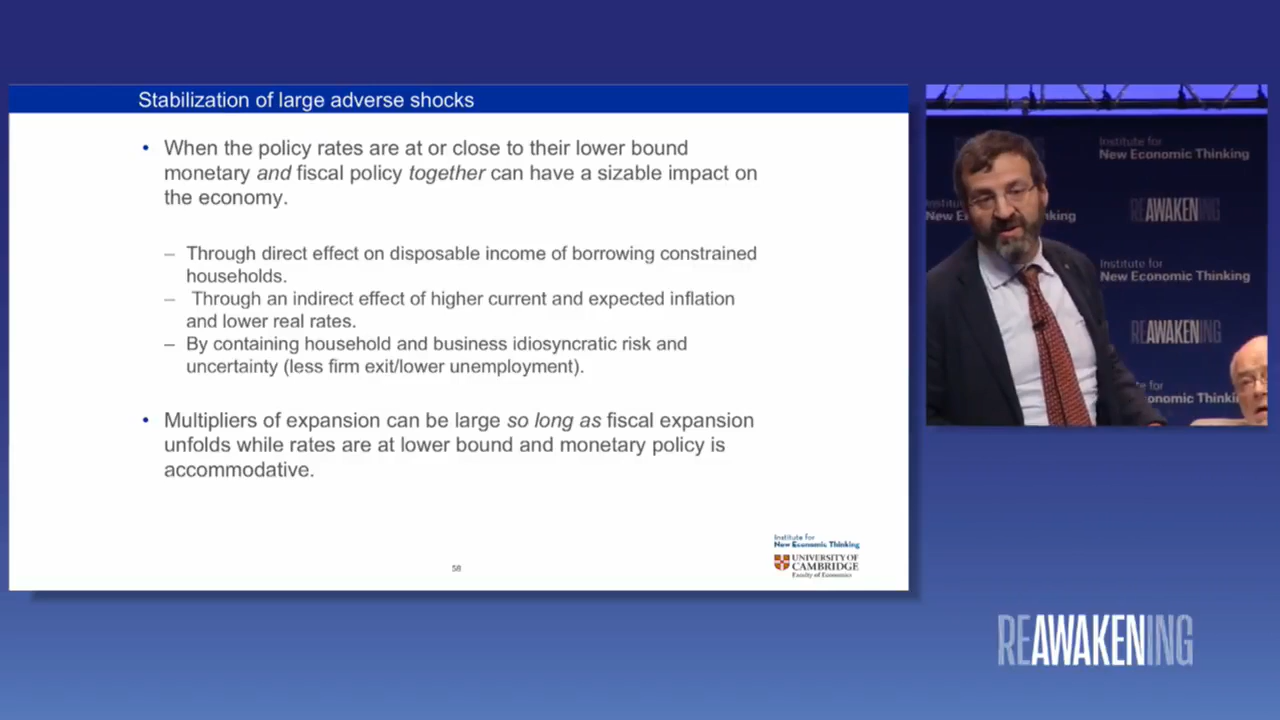 Stabilization of large adverse shocks
• When the policy rates are at or close to their lower bound
monetary and fiscal policy together can have a sizable impact on
the economy.
– Through direct effect on disposable income of borrowing constrained
households.
– Through an indirect effect of higher current and expected inflation
and lower real rates.
– By containing household and business idiosyncratic risk and
uncertainty (less firm exit/lower unemployment).
• Multipliers of expansion can be large so long as fiscal expansion
unfolds while rates are at lower bound and monetary policy is
accommodative.
Institute for
New Economic Thinking
UNIVERSITY OF
CAMBRIDGE
Faculty of Economics
58
Institute for
New Economic Thinking
REAWAKENING
Institute for
New Economic Thinking
REAWAKENING
REAWAKENING